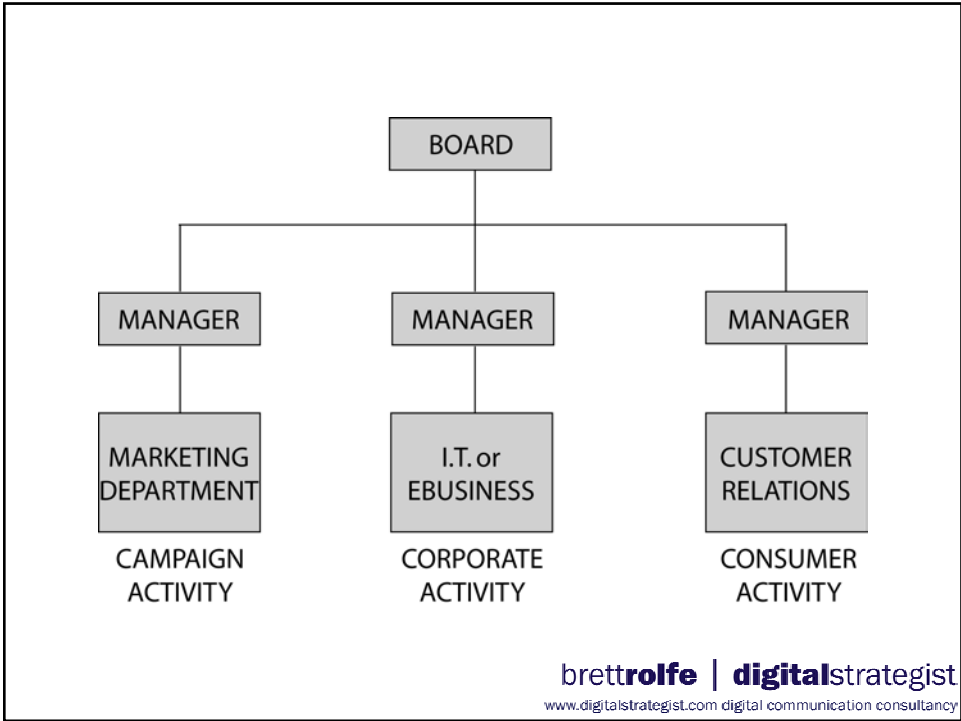 BOARD
MANAGER
MANAGER
MANAGER
MARKETING
DEPARTMENT
I.T. or
EBUSINESS
CUSTOMER
RELATIONS
CAMPAIGN
ACTIVITY
CORPORATE
ACTIVITY
CONSUMER
ACTIVITY
brettrolfe | digitalstrategist
www.digitalstrategist.com digital communication consultancy